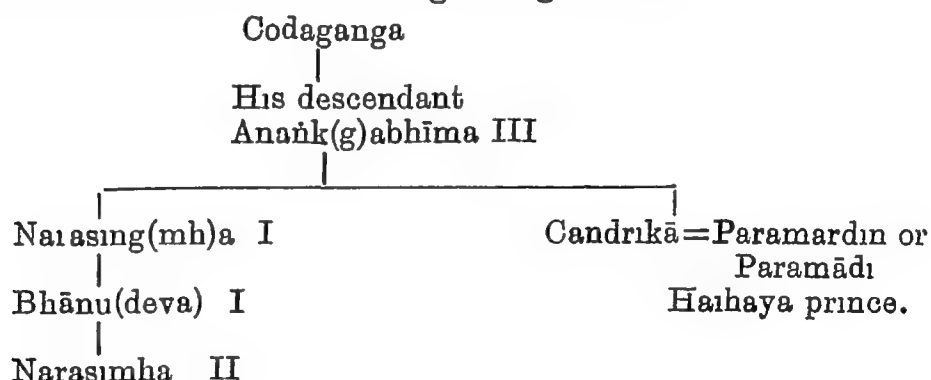 Codaganga
His descendant
Anaṅk(g)abhīma III
Narasing(mh)a I
Candrikā=Paramardin or
Paramādi
Haihaya prince.
Bhānu(deva) I
Narasimha II